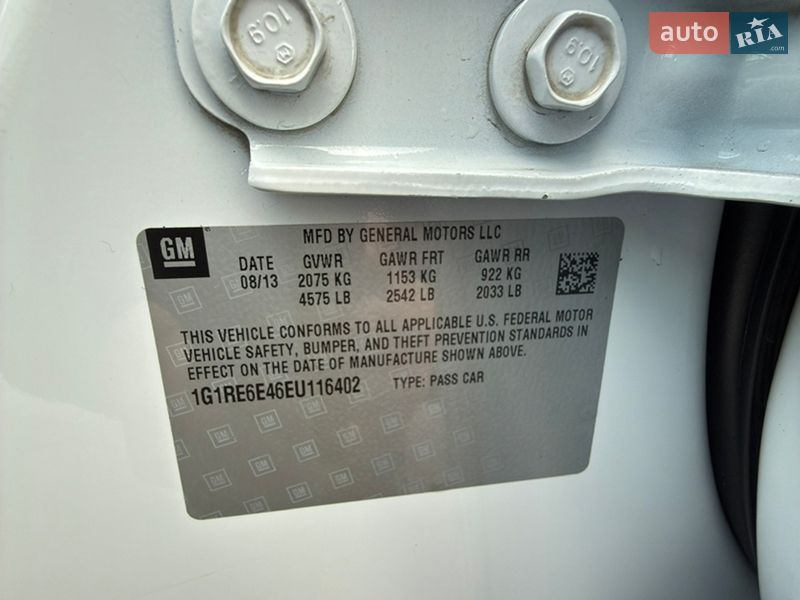 10.9
10.9
auto RIA
.com
GM
MFD BY GENERAL MOTORS LLC
DATE GVWR GAWR FRT GAWR RR
08/13 2075 KG 1153 KG 922 KG
4575 LB 2542 LB 2033 LB
THIS VEHICLE CONFORMS TO ALL APPLICABLE U.S. FEDERAL MOTOR
VEHICLE SAFETY, BUMPER, AND THEFT PREVENTION STANDARDS IN
EFFECT ON THE DATE OF MANUFACTURE SHOWN ABOVE.
1G1RE6E46EU116402 TYPE: PASS CAR